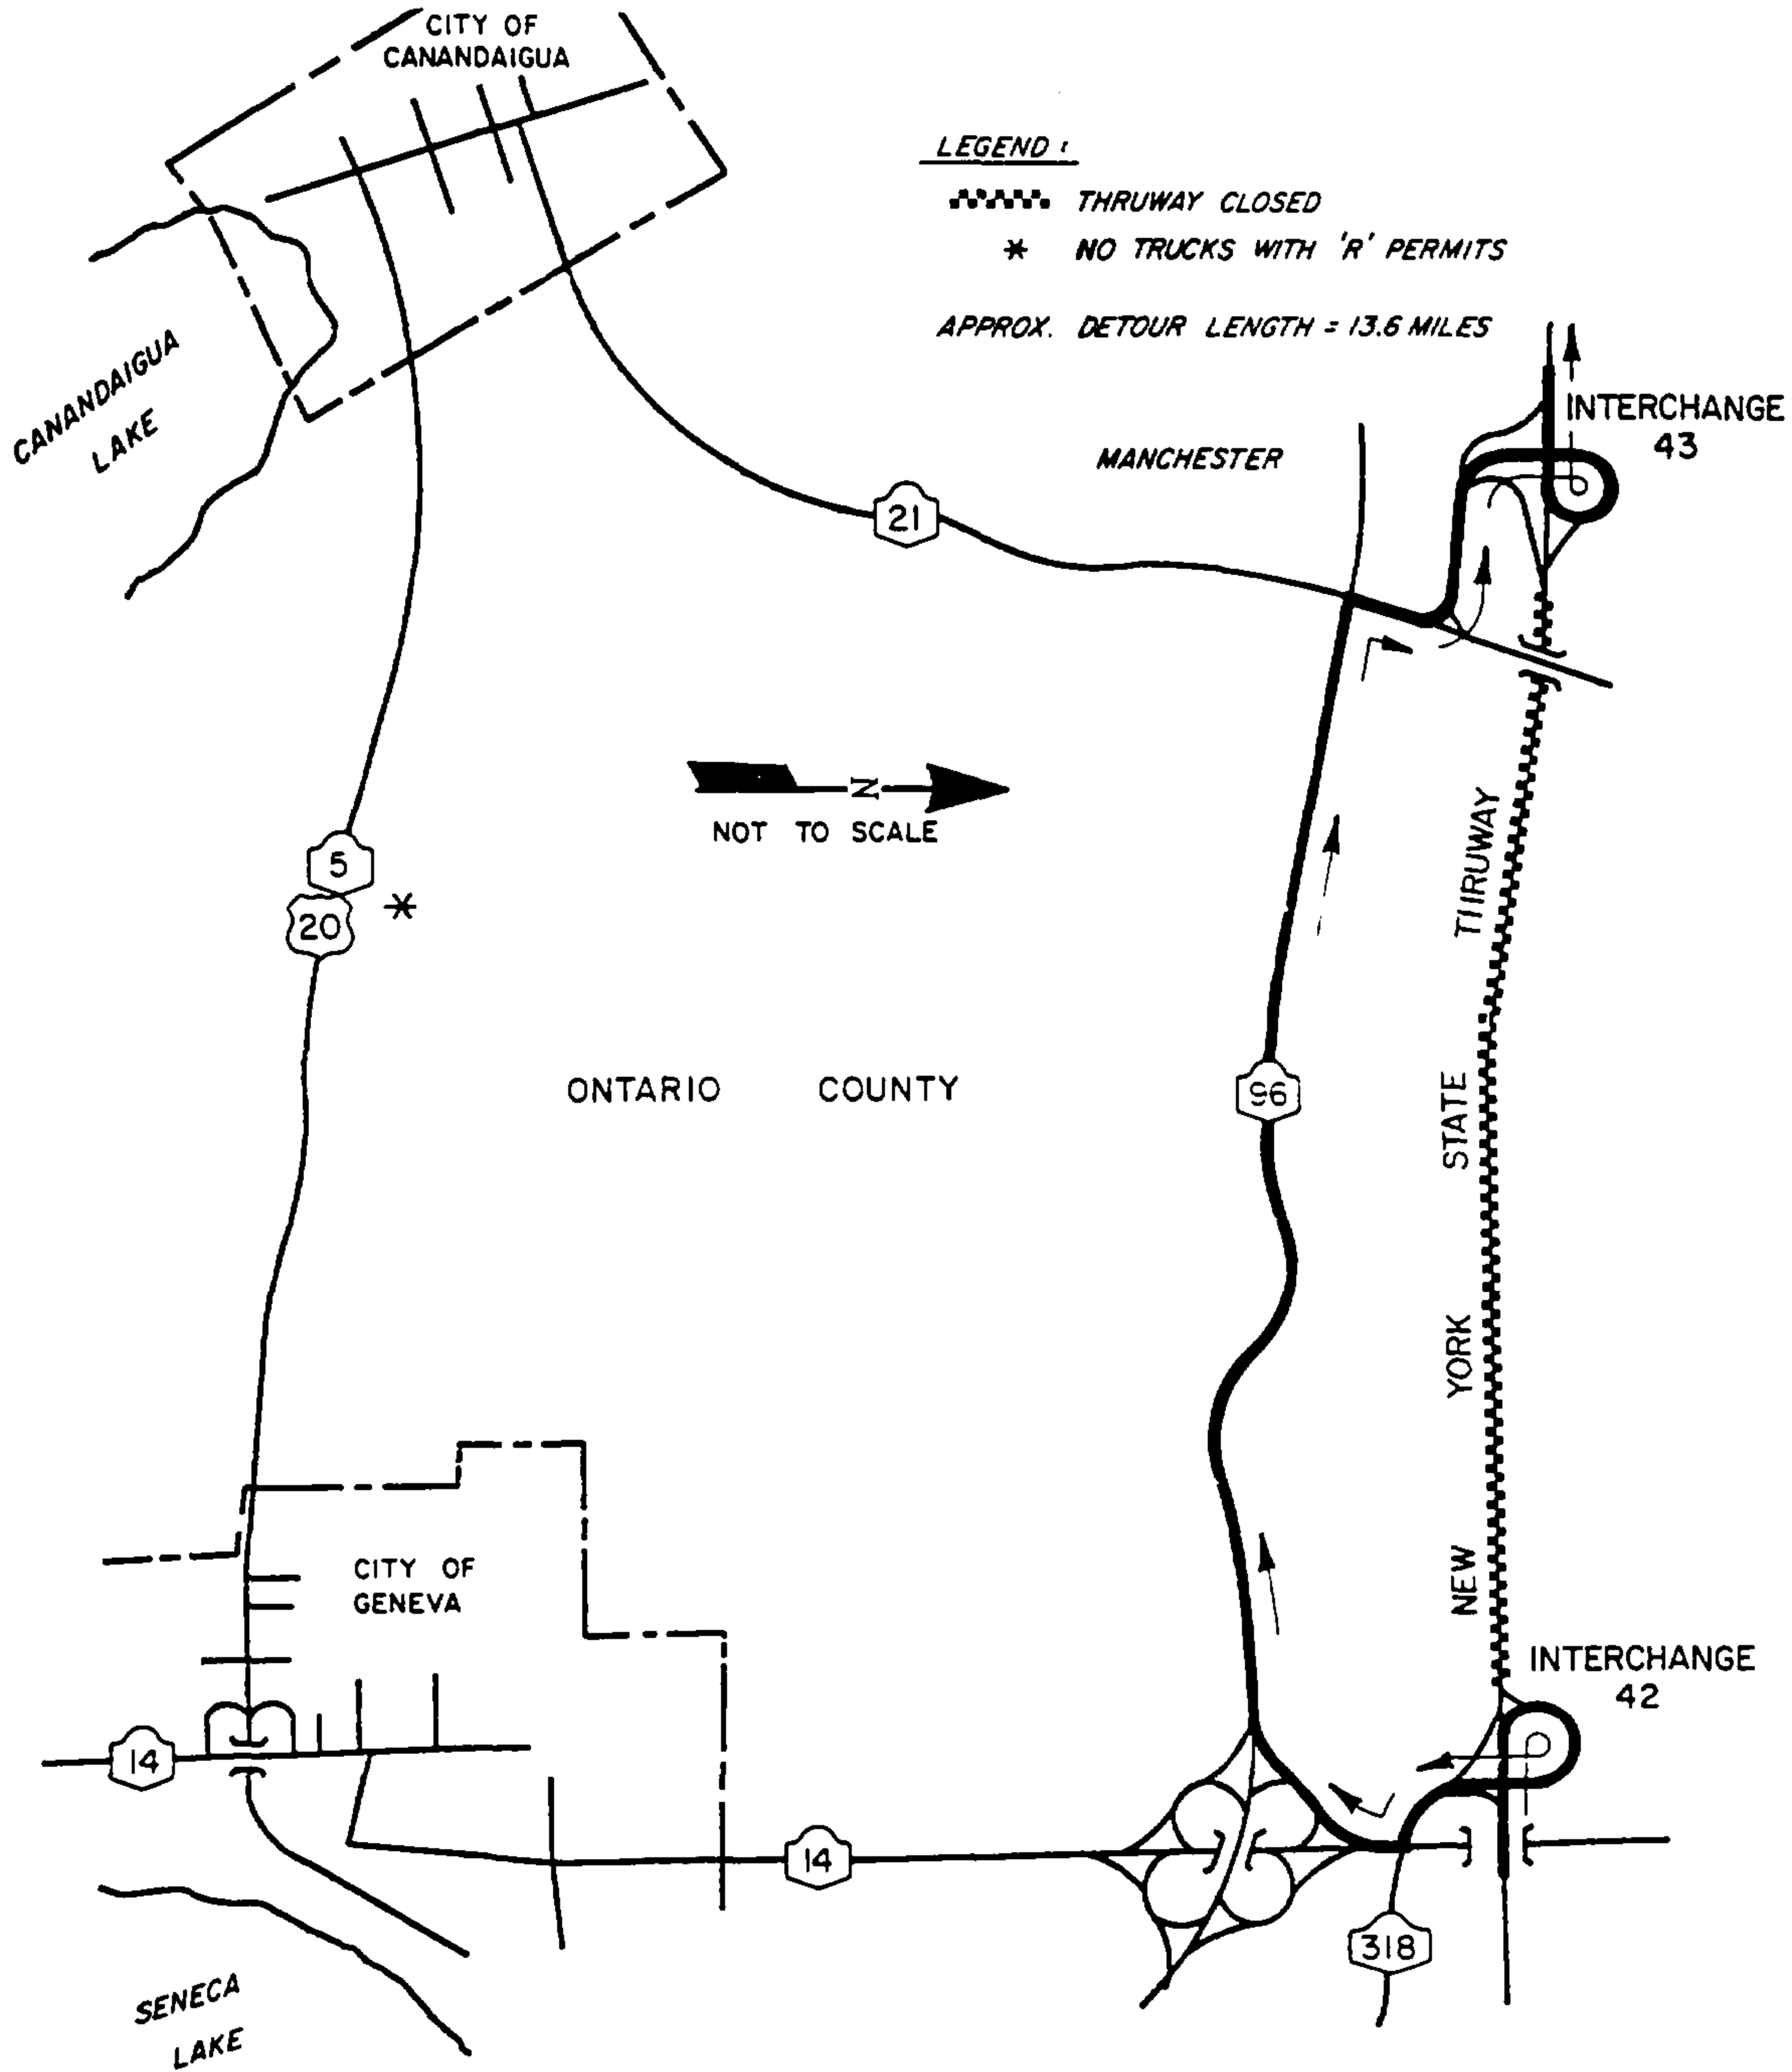 CITY OF
CANANDAIGUA
LEGEND :
THRUWAY CLOSED
* NO TRUCKS WITH 'R' PERMITS
APPROX. DETOUR LENGTH = 13.6 MILES
CANANDAIGUA
LAKE
INTERCHANGE
43
MANCHESTER
21
N
NOT TO SCALE
5
20 *
ONTARIO COUNTY
96
NEW YORK STATE THRUWAY
CITY OF
GENEVA
INTERCHANGE
42
14
14
318
SENECA
LAKE